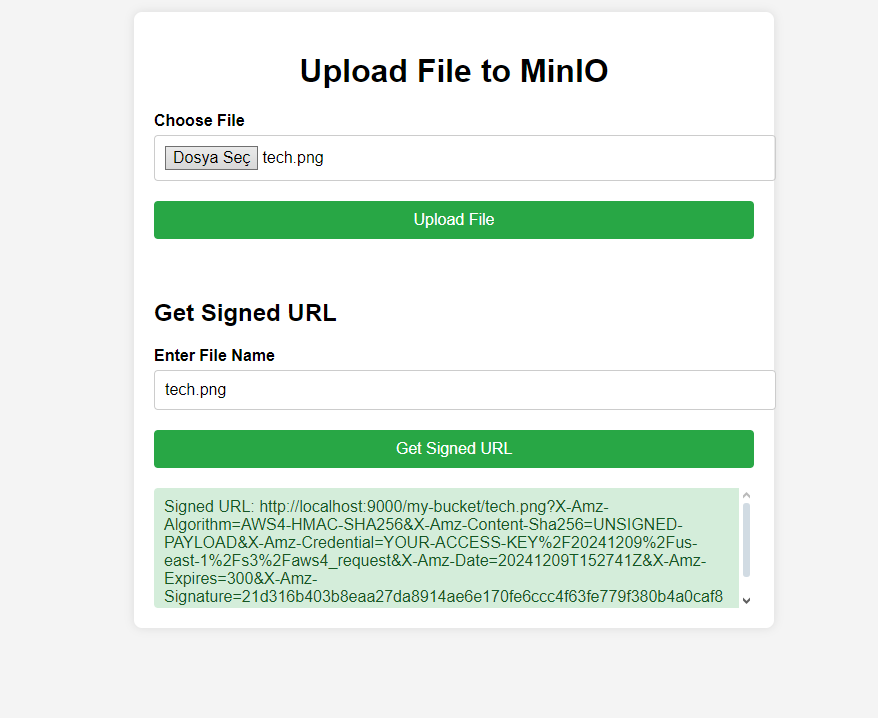 Upload File to MinIO
Choose File
Dosya Seç tech.png
Upload File
Get Signed URL
Enter File Name
tech.png
Get Signed URL
Signed URL: http://localhost:9000/my-bucket/tech.png?X-Amz-
Algorithm=AWS4-HMAC-SHA256&X-Amz-Content-Sha256=UNSIGNED-
PAYLOAD&X-Amz-Credential=YOUR-ACCESS-KEY%2F20241209%2Fus-
east-1%2Fs3%2Faws4_request&X-Amz-Date=20241209T152741Z&X-Amz-
Expires=300&X-Amz-
Signature=21d316b403b8eaa27da8914ae6e170fe6ccc4f63fe779f380b4a0caf8